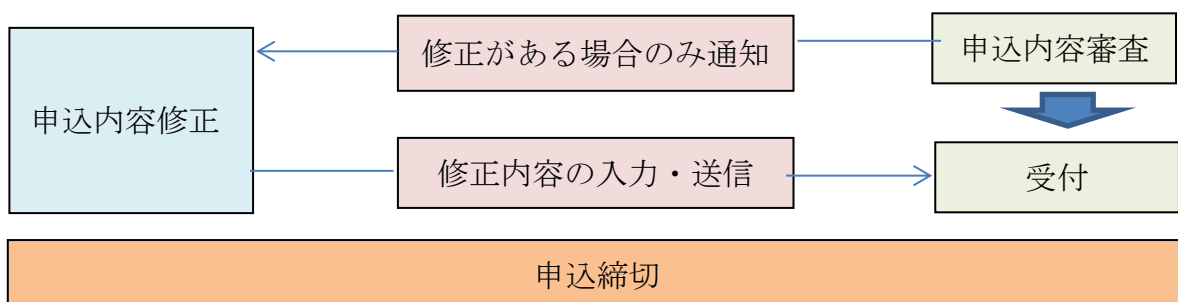 修正がある場合のみ通知
申込内容審査
申込内容修正
修正内容の入力・送信
受付
申込締切